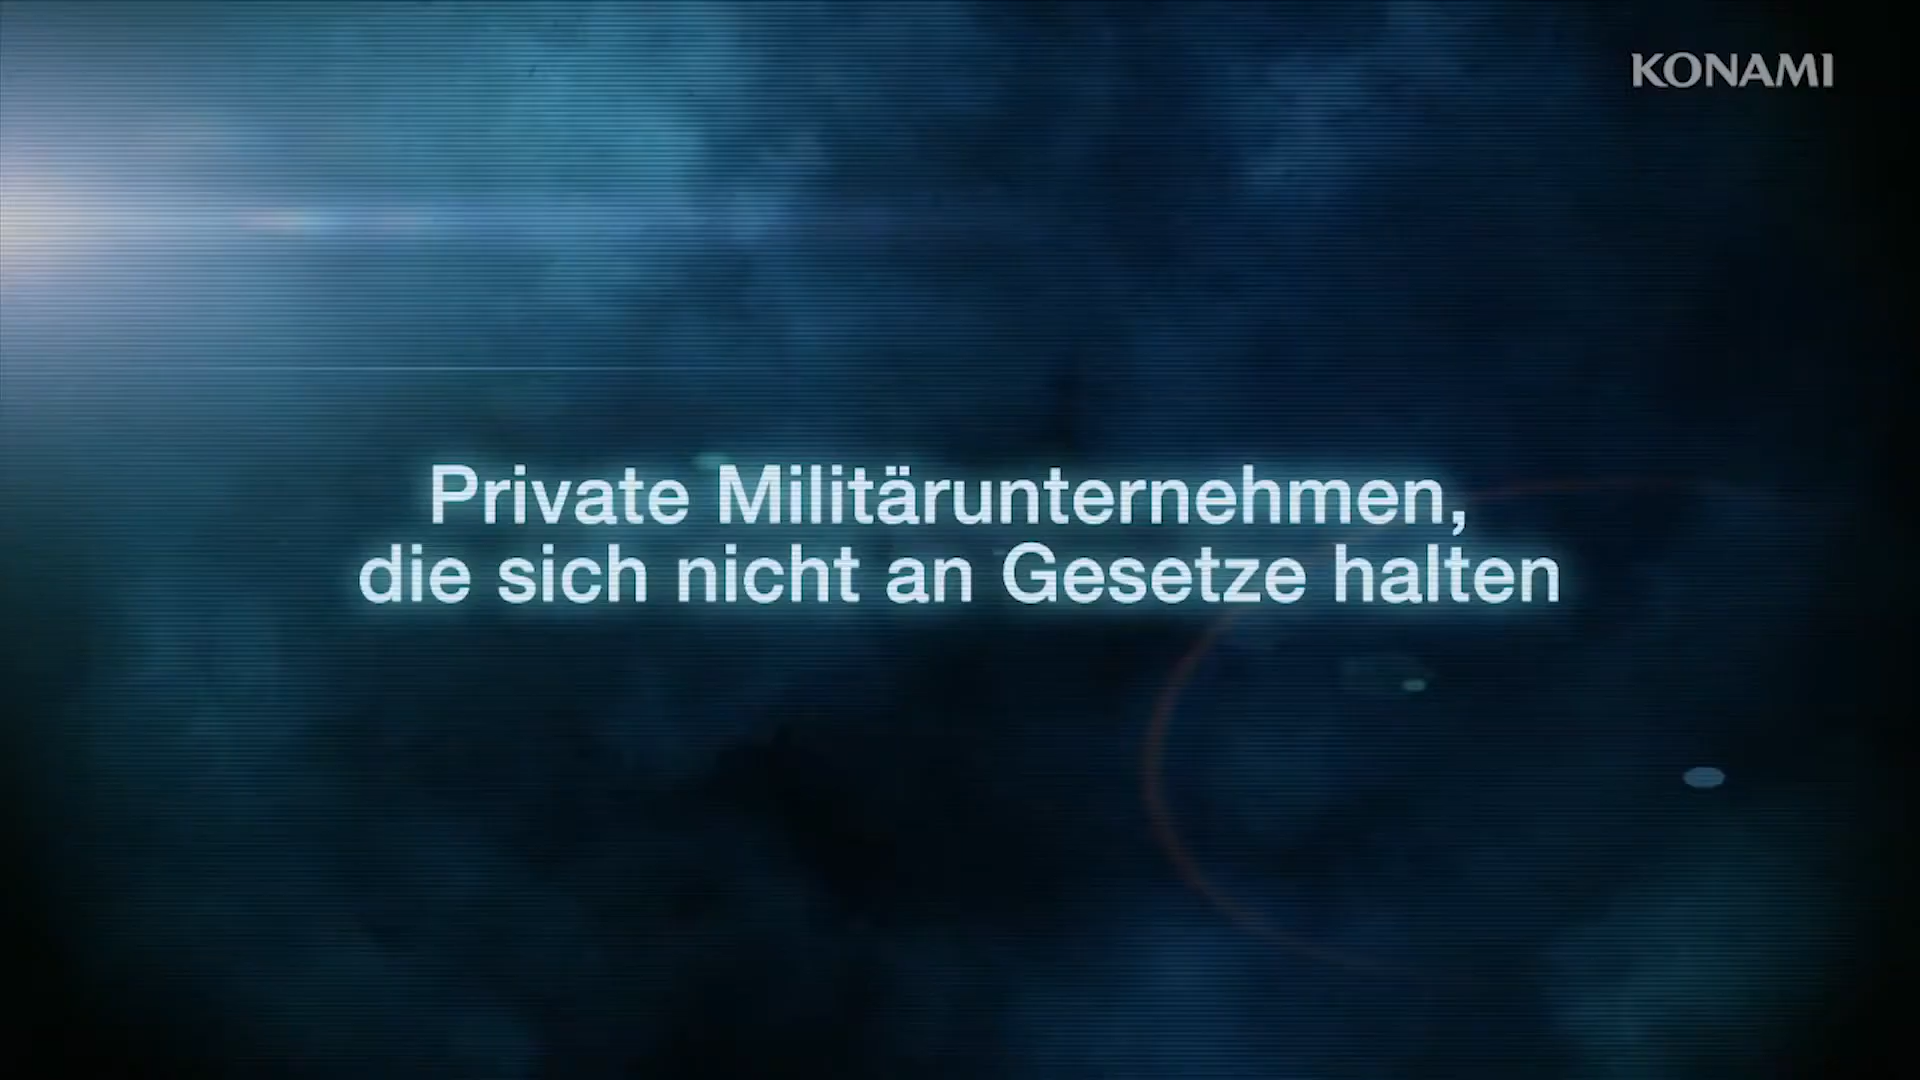 KONAMI
Private Militärunternehmen,
die sich nicht an Gesetze halten